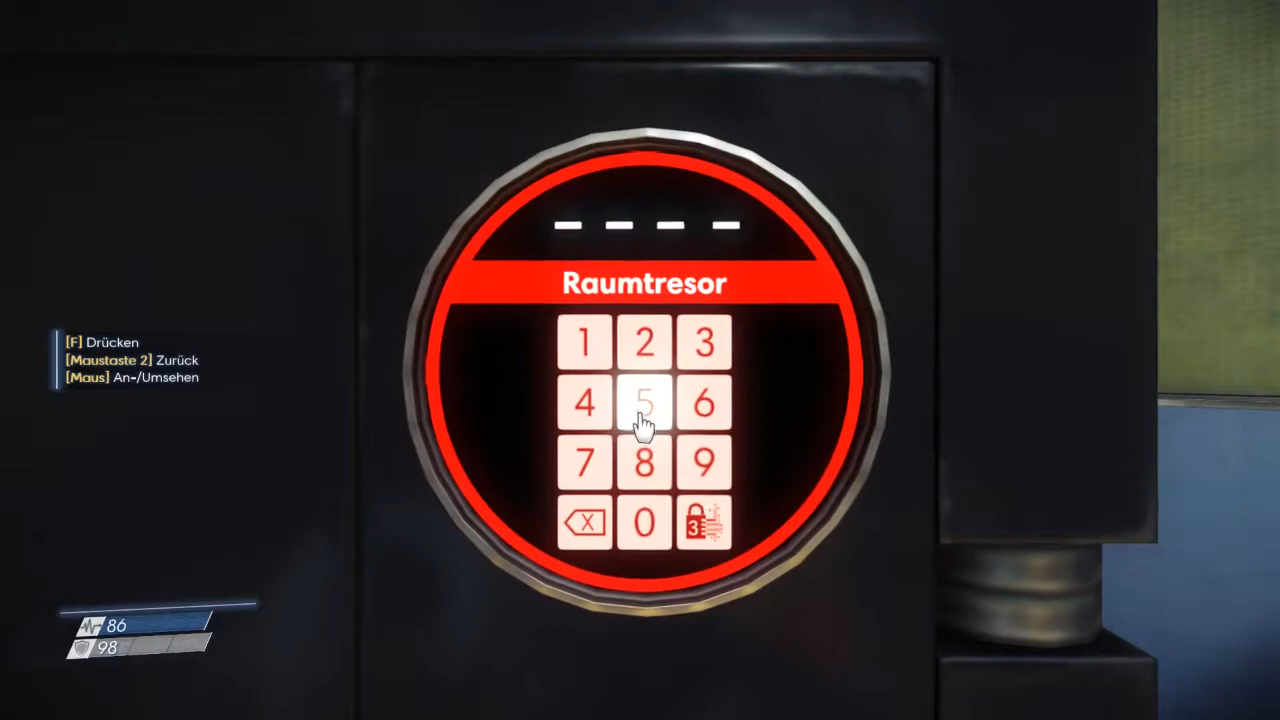 Raumtresor
1 2 3
[F] Drücken
[Maustaste 2] Zurück
[Maus] An-/Umsehen
4 5 6
7 8 9
X 0 3
86
98